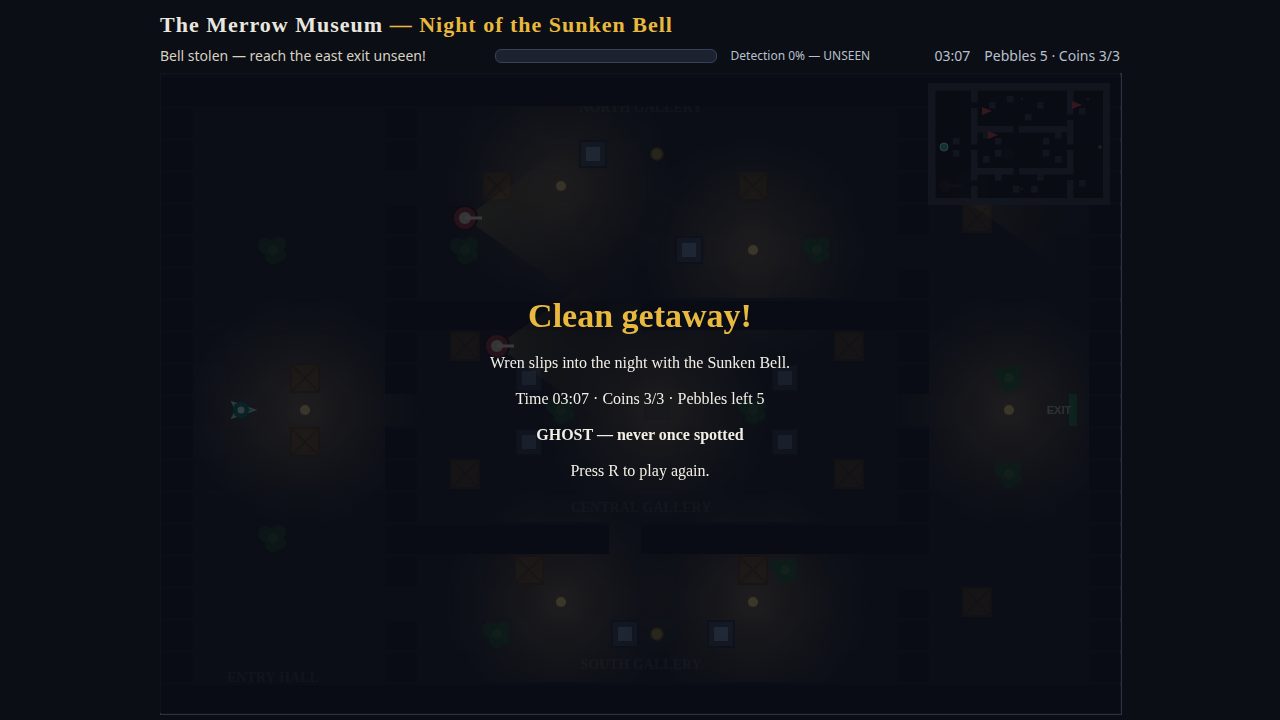 The Merrow Museum — Night of the Sunken Bell
Bell stolen — reach the east exit unseen!
Detection 0% — UNSEEN
03:07
Pebbles 5 · Coins 3/3
NORTH GALLERY
Clean getaway!
Wren slips into the night with the Sunken Bell.
Time 03:07 · Coins 3/3 · Pebbles left 5
EXIT
GHOST — never once spotted
Press R to play again.
CENTRAL GALLERY
SOUTH GALLERY
ENTRY HALL